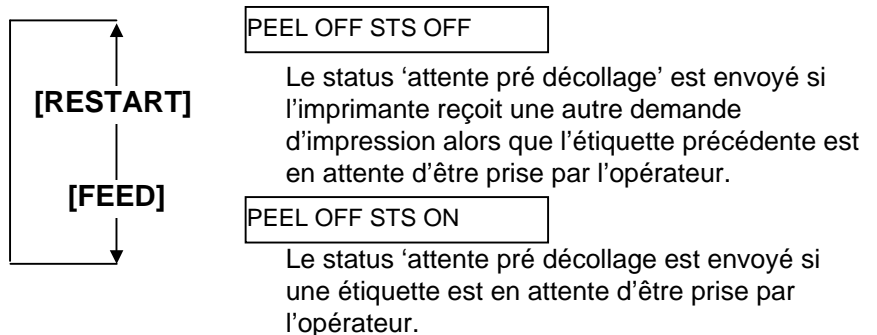 PEEL OFF STS OFF
Le status ‘attente pré décollage’ est envoyé si
l’imprimante reçoit une autre demande
d’impression alors que l’étiquette précédente est
en attente d’être prise par l’opérateur.
[RESTART]
[FEED]
PEEL OFF STS ON
Le status ‘attente pré décollage est envoyé si
une étiquette est en attente d’être prise par
l’opérateur.